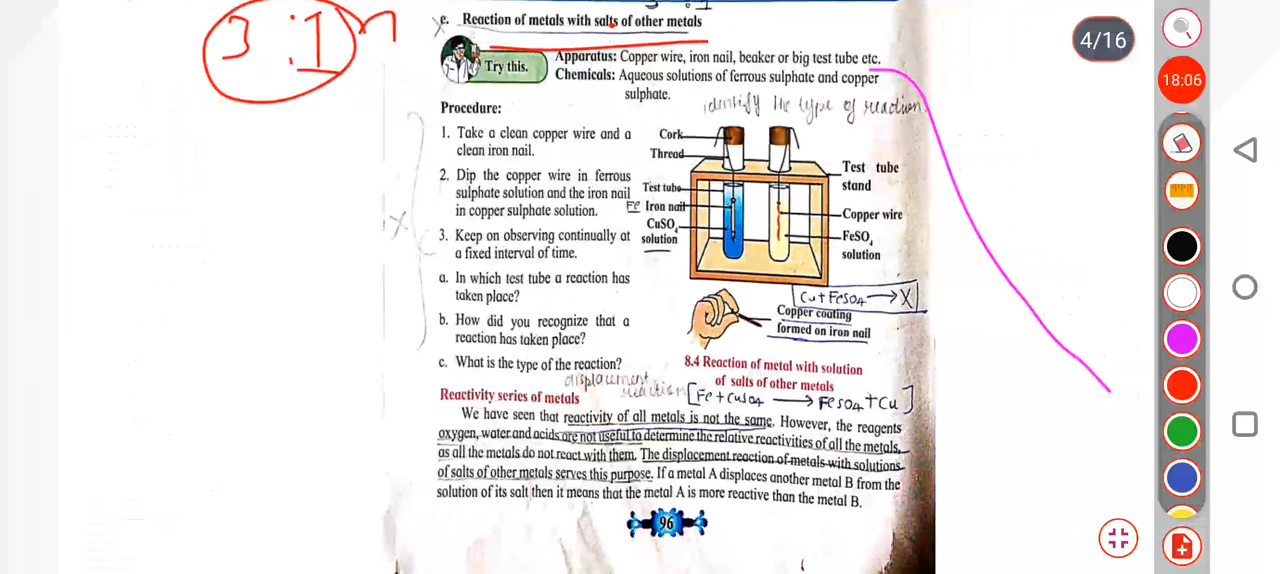 3 : 1
3 : 1 n
4/16
18:06
e. Reaction of metals with salts of other metals
Try this.
Apparatus: Copper wire, iron nail, beaker or big test tube etc.
Chemicals: Aqueous solutions of ferrous sulphate and copper
sulphate.
identify the type of reaction.
Procedure:
1. Take a clean copper wire and a
clean iron nail.
2. Dip the copper wire in ferrous
sulphate solution and the iron nail
in copper sulphate solution.
3. Keep on observing continually at
a fixed interval of time.
a. In which test tube a reaction has
taken place?
b. How did you recognize that a
reaction has taken place?
c. What is the type of the reaction?
displacement
reaction
Cork
Thread
Test tube
Fe Iron nail
CuSO4
solution
Test tube
stand
Copper wire
FeSO4
solution
Cu + FeSO4 → X
Copper coating
formed on iron nail
8.4 Reaction of metal with solution
of salts of other metals
[Fe + CuSO4 → FeSO4 + Cu]
Reactivity series of metals
We have seen that reactivity of all metals is not the same. However, the reagents
oxygen, water and acids are not useful to determine the relative reactivities of all the metals,
as all the metals do not react with them. The displacement reaction of metals with solutions
of salts of other metals serves this purpose. If a metal A displaces another metal B from the
solution of its salt then it means that the metal A is more reactive than the metal B.
96